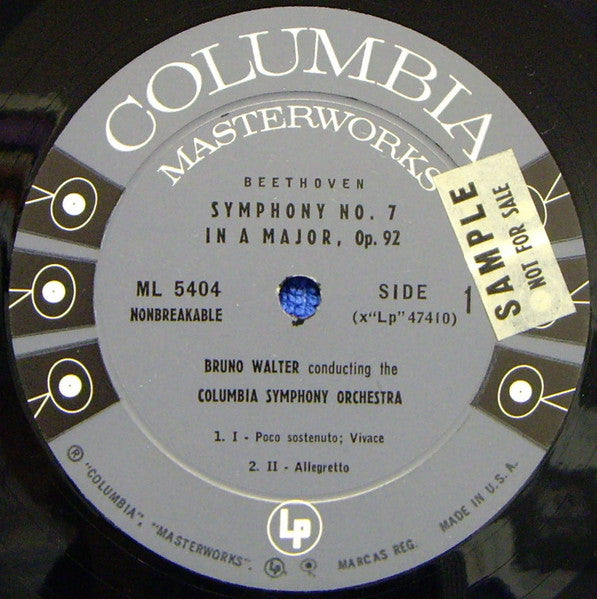 COLUMBIA
MASTERWORKS
BEETHOVEN
SYMPHONY NO. 7
IN A MAJOR, Op. 92
ML 5404
NONBREAKABLE
SIDE 1
(x"Lp" 47410)
SAMPLE
NOT FOR SALE
BRUNO WALTER conducting the
COLUMBIA SYMPHONY ORCHESTRA
1. I - Poco sostenuto; Vivace
2. II - Allegretto
Lp
® "COLUMBIA", "MASTERWORKS", MARCAS REG. MADE IN U.S.A.